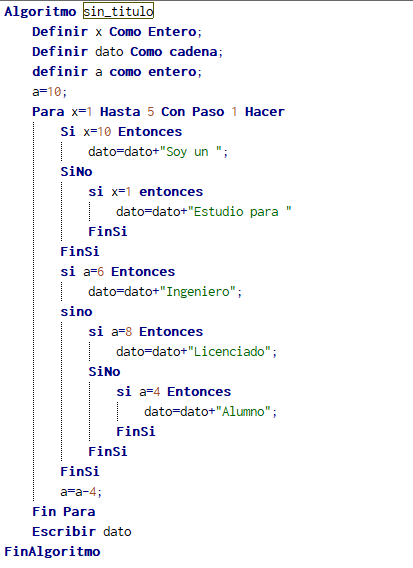 Algoritmo sin_titulo
Definir x Como Entero;
Definir dato Como cadena;
definir a como entero;
a=10;
Para x=1 Hasta 5 Con Paso 1 Hacer
Si x=10 Entonces
dato=dato+"Soy un ";
SiNo
si x=1 entonces
dato=dato+"Estudio para "
FinSi
FinSi
si a=6 Entonces
dato=dato+"Ingeniero";
sino
si a=8 Entonces
dato=dato+"Licenciado";
SiNo
si a=4 Entonces
dato=dato+"Alumno";
FinSi
FinSi
FinSi
a=a-4;
Fin Para
Escribir dato
FinAlgoritmo